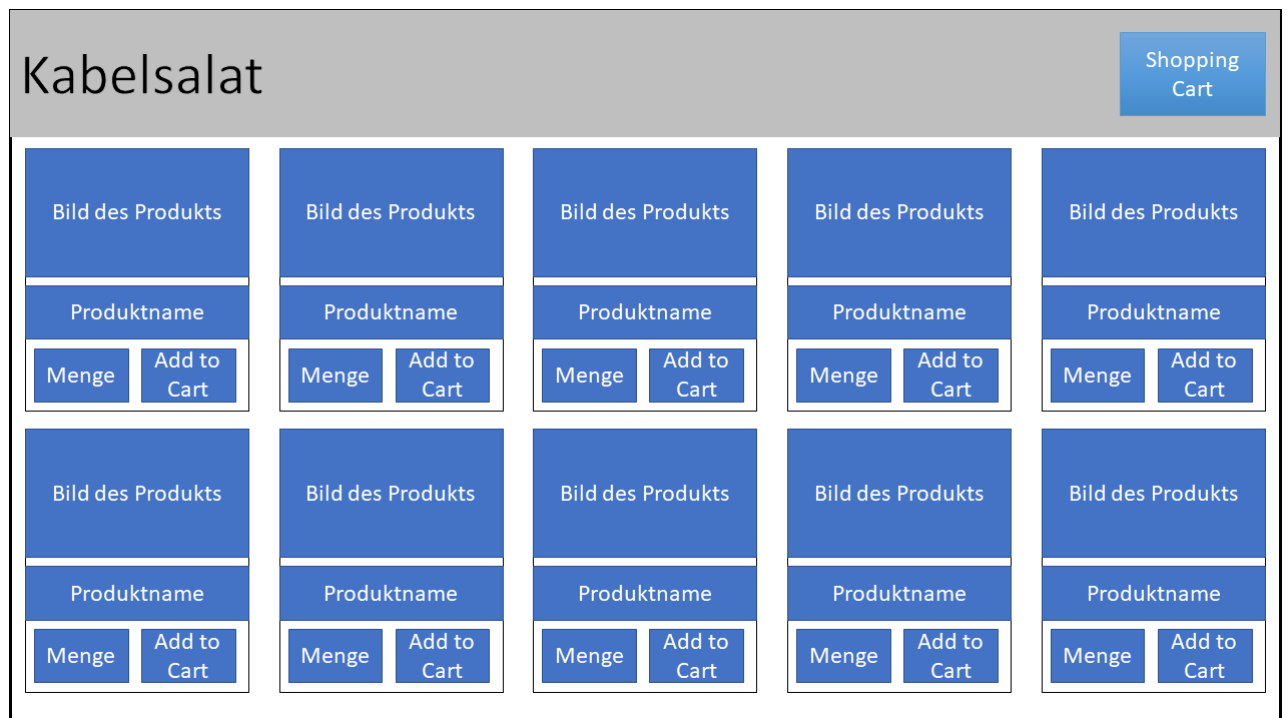 Kabelsalat
Shopping
Cart
Bild des Produkts
Bild des Produkts
Bild des Produkts
Bild des Produkts
Bild des Produkts
Produktname
Produktname
Produktname
Produktname
Produktname
Menge
Add to
Cart
Menge
Add to
Cart
Menge
Add to
Cart
Menge
Add to
Cart
Menge
Add to
Cart
Bild des Produkts
Bild des Produkts
Bild des Produkts
Bild des Produkts
Bild des Produkts
Produktname
Produktname
Produktname
Produktname
Produktname
Menge
Add to
Cart
Menge
Add to
Cart
Menge
Add to
Cart
Menge
Add to
Cart
Menge
Add to
Cart